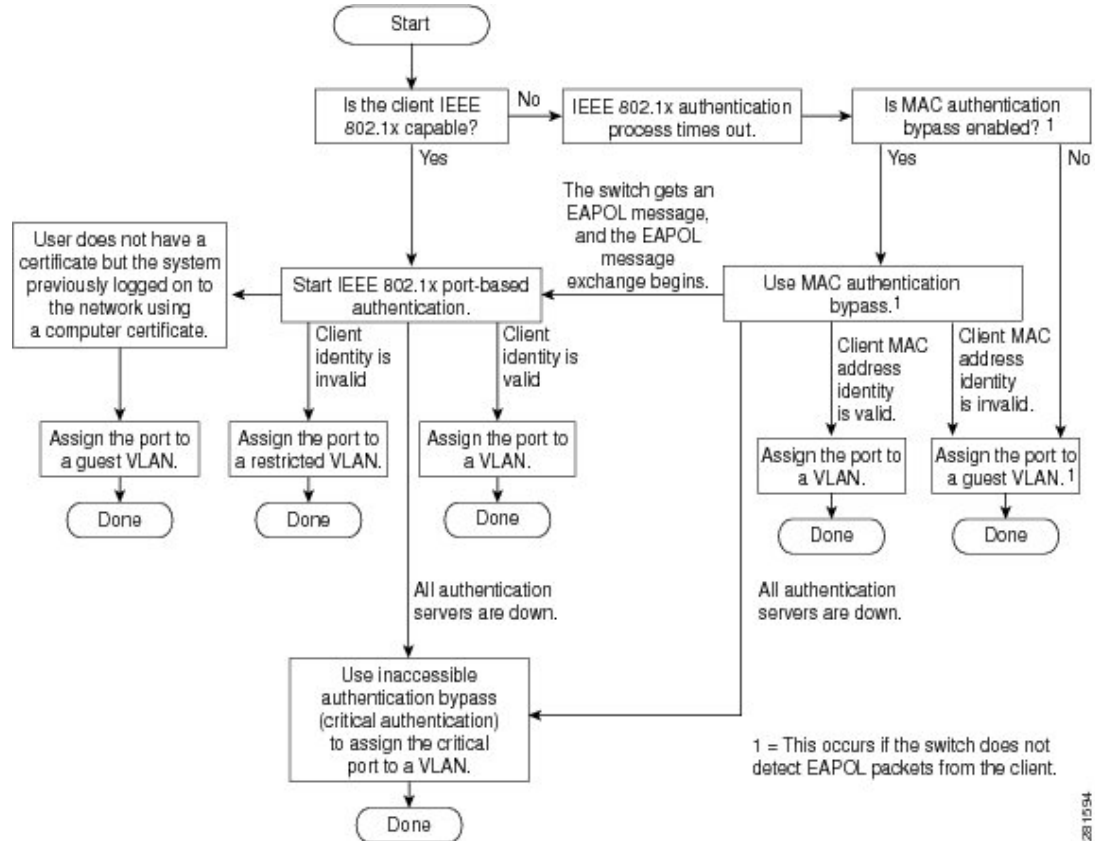 Start
Is the client IEEE
802.1x capable?
No
IEEE 802.1x authentication
process times out.
Is MAC authentication
bypass enabled? 1
Yes
Yes
No
The switch gets an
EAPOL message,
and the EAPOL
message
exchange begins.
User does not have a
certificate but the system
previously logged on to
the network using
a computer certificate.
Start IEEE 802.1x port-based
authentication.
Use MAC authentication
bypass.1
Client
identity is
invalid
Client
identity is
valid
Client MAC
address
identity
is valid.
Client MAC
address
identity
is invalid.
Assign the port to
a guest VLAN.
Assign the port to
a restricted VLAN.
Assign the port to
a VLAN.
Assign the port to
a VLAN.
Assign the port to
a guest VLAN.1
Done
Done
Done
Done
Done
All authentication
servers are down.
All authentication
servers are down.
Use inaccessible
authentication bypass
(critical authentication)
to assign the critical
port to a VLAN.
Done
1 = This occurs if the switch does not
detect EAPOL packets from the client.
281594